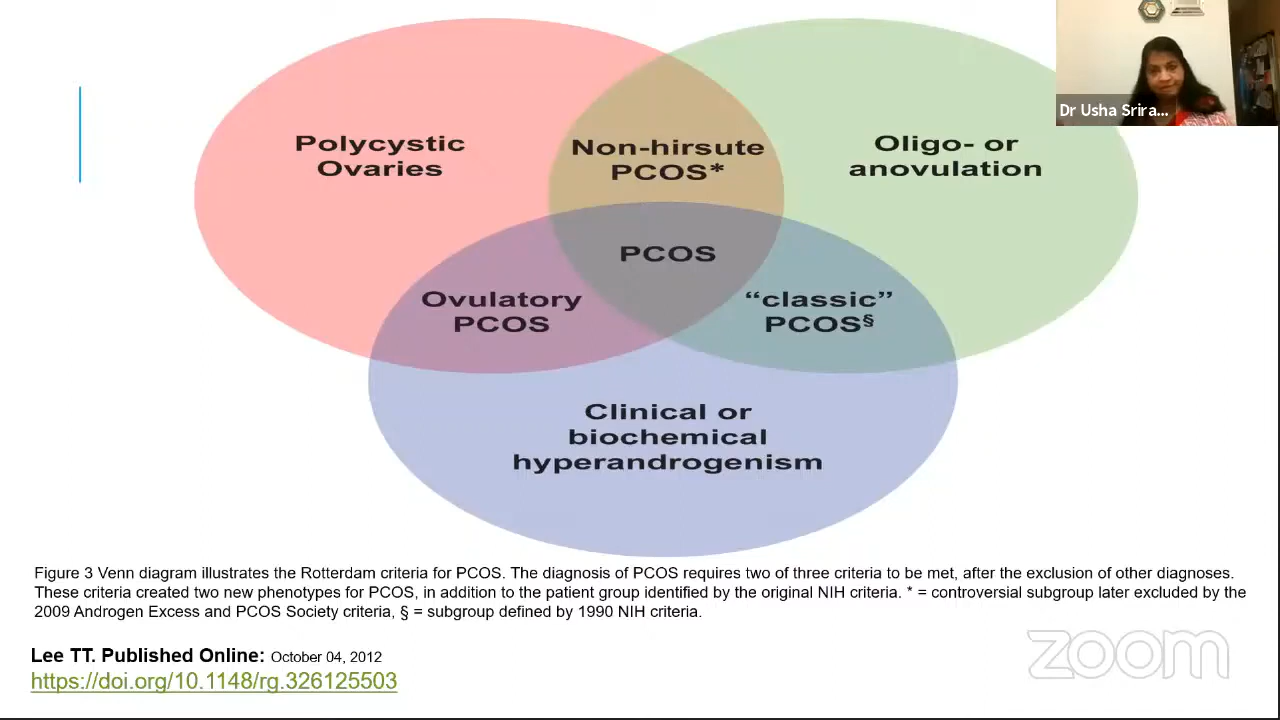 Polycystic
Ovaries
Non-hirsute
PCOS*
Oligo- or
anovulation
Dr Usha Srira...
PCOS
Ovulatory
PCOS
“classic”
PCOS§
Clinical or
biochemical
hyperandrogenism
Figure 3 Venn diagram illustrates the Rotterdam criteria for PCOS. The diagnosis of PCOS requires two of three criteria to be met, after the exclusion of other diagnoses.
These criteria created two new phenotypes for PCOS, in addition to the patient group identified by the original NIH criteria. * = controversial subgroup later excluded by the
2009 Androgen Excess and PCOS Society criteria, § = subgroup defined by 1990 NIH criteria.
Lee TT. Published Online: October 04, 2012
https://doi.org/10.1148/rg.326125503
zoom